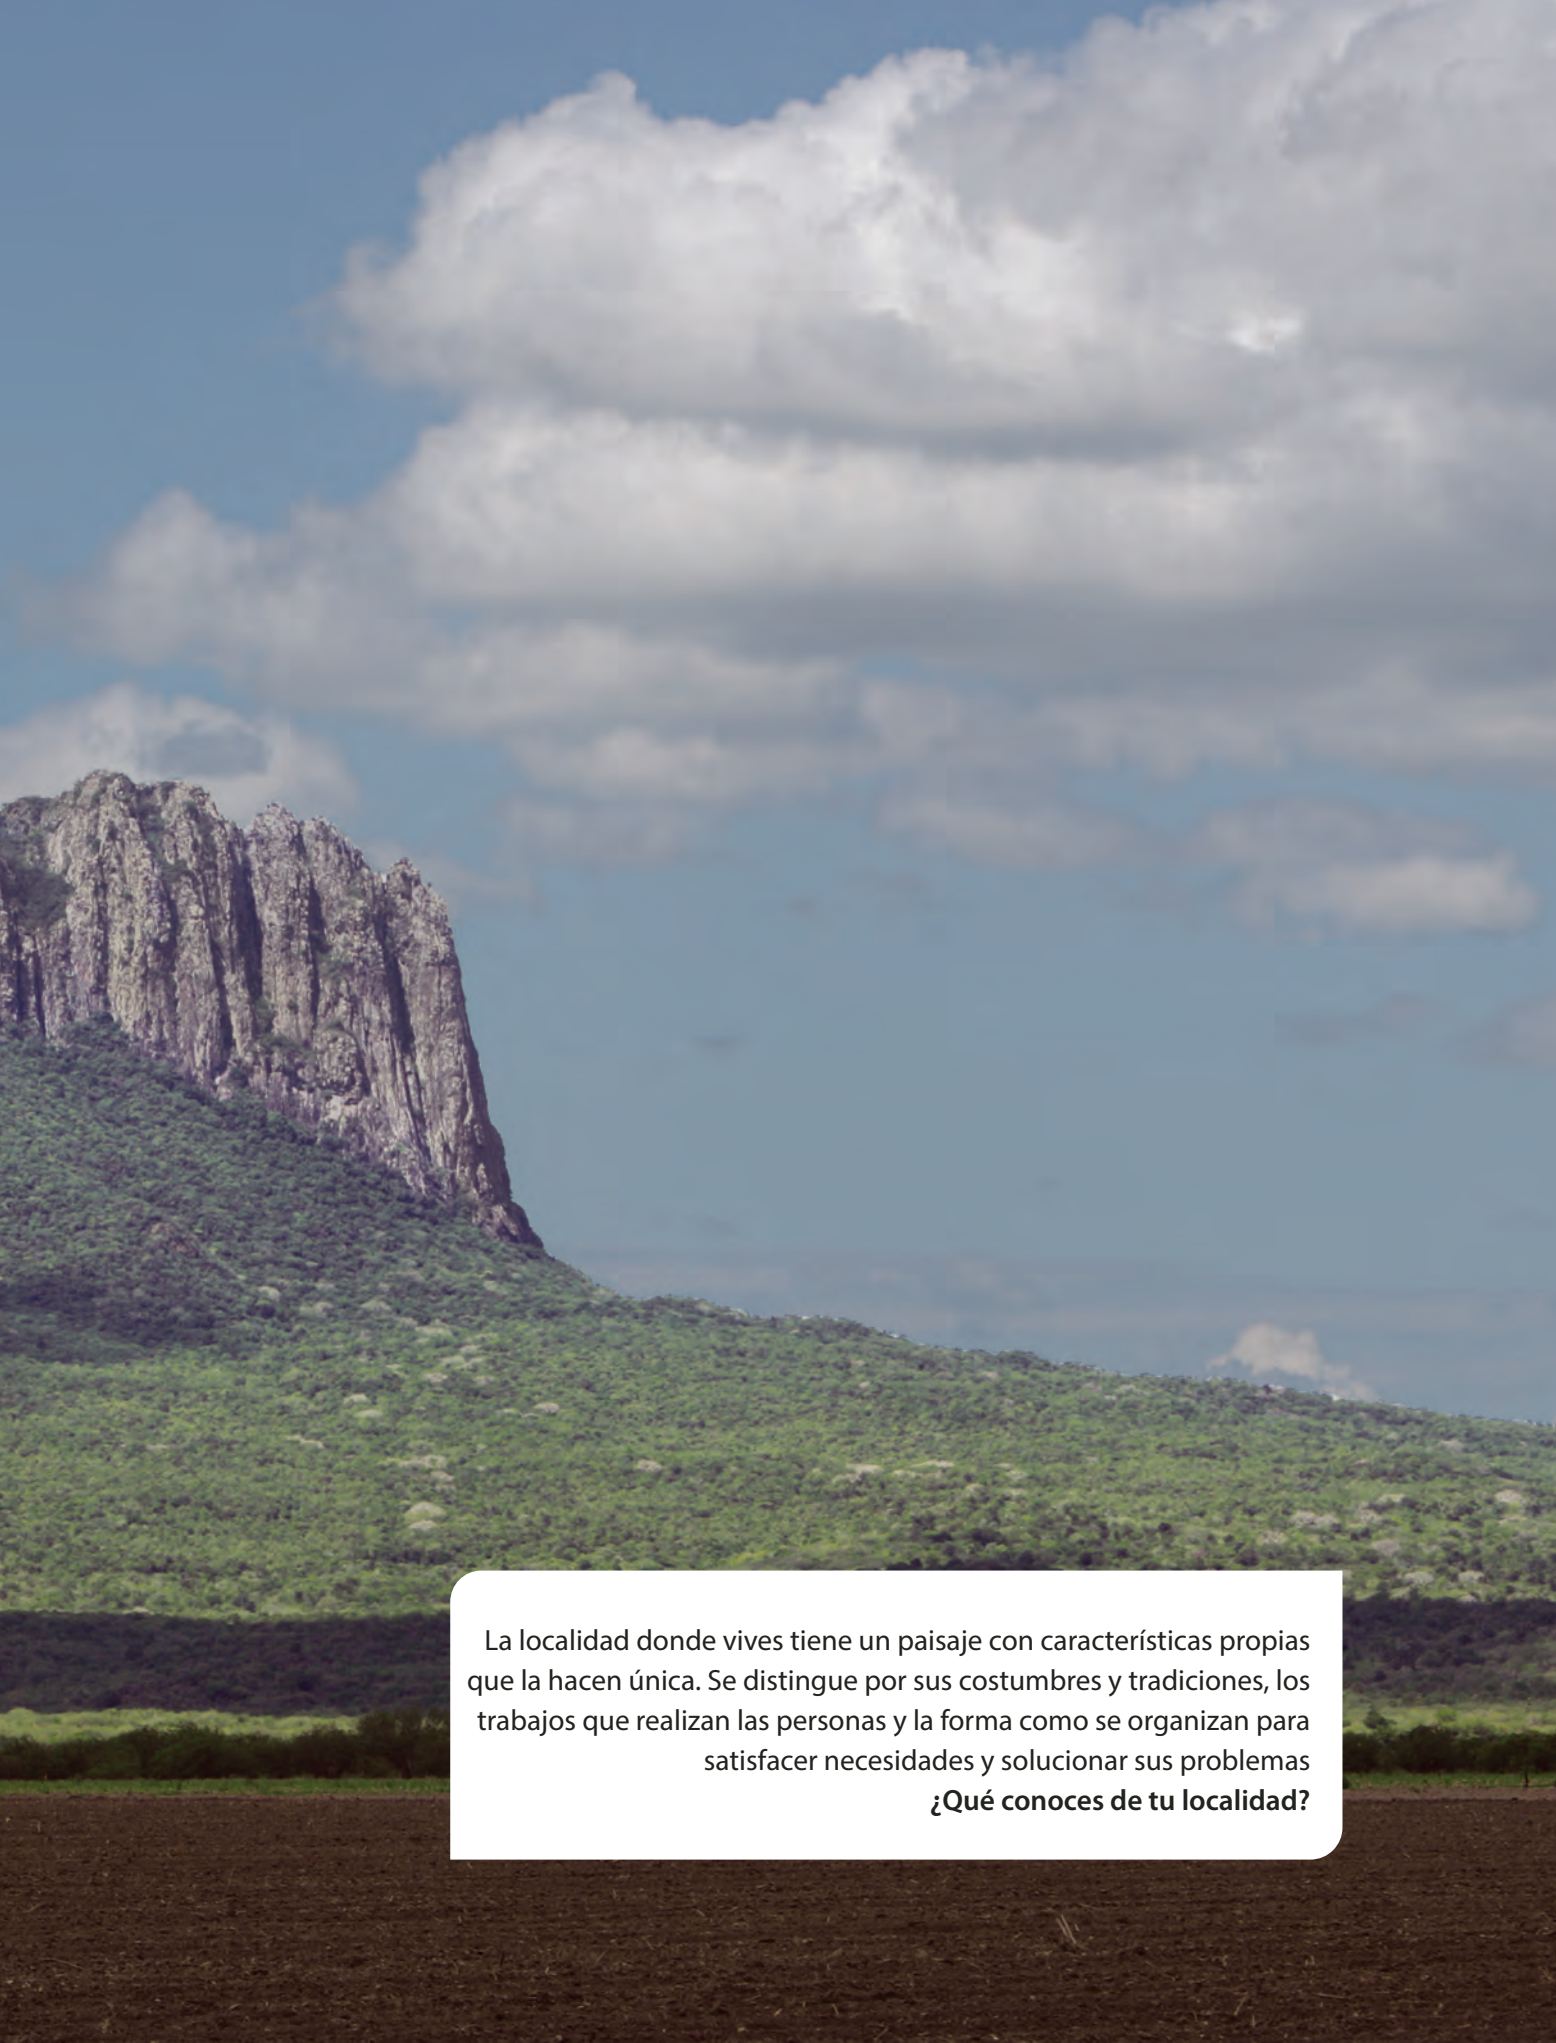 La localidad donde vives tiene un paisaje con características propias
que la hacen única. Se distingue por sus costumbres y tradiciones, los
trabajos que realizan las personas y la forma como se organizan para
satisfacer necesidades y solucionar sus problemas
¿Qué conoces de tu localidad?